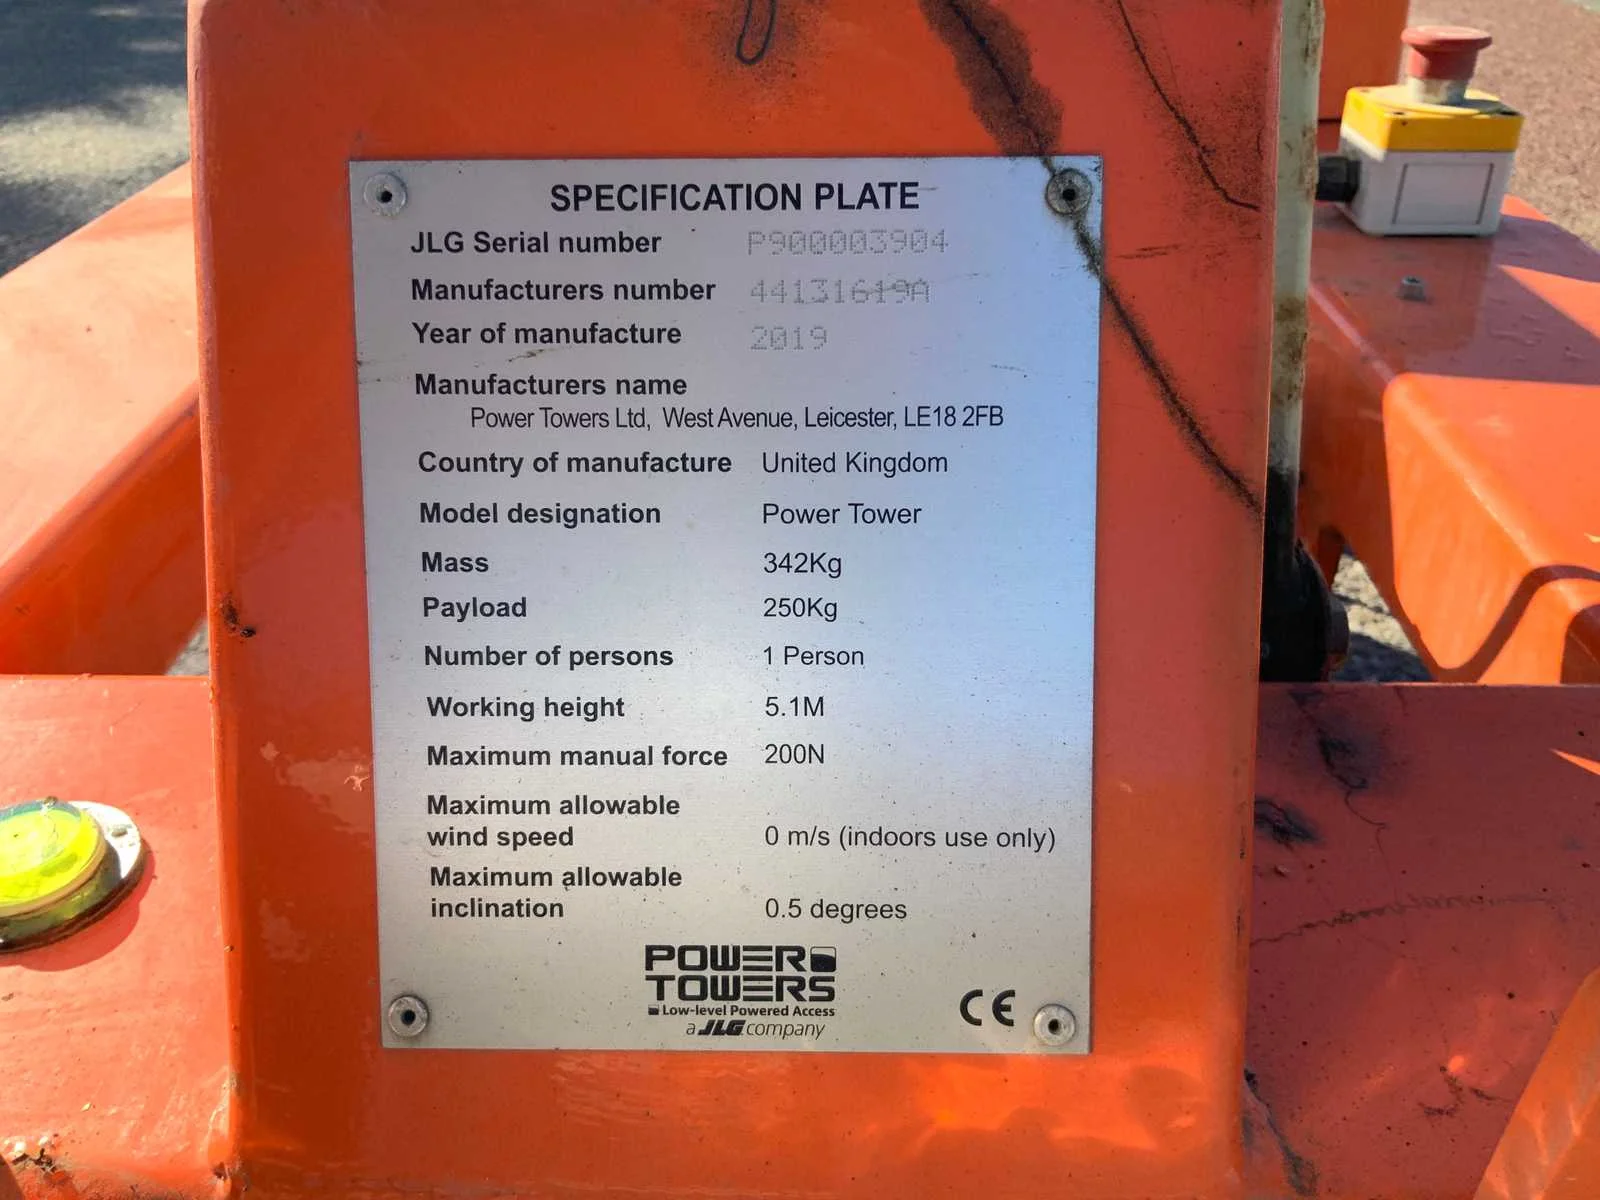 SPECIFICATION PLATE
JLG Serial number P900003904
Manufacturers number 44131619A
Year of manufacture 2019
Manufacturers name
Power Towers Ltd, West Avenue, Leicester, LE18 2FB
Country of manufacture United Kingdom
Model designation Power Tower
Mass 342Kg
Payload 250Kg
Number of persons 1 Person
Working height 5.1M
Maximum manual force 200N
Maximum allowable
wind speed 0 m/s (indoors use only)
Maximum allowable
inclination 0.5 degrees
POWER
TOWERS
Low-level Powered Access
a JLG company
CE